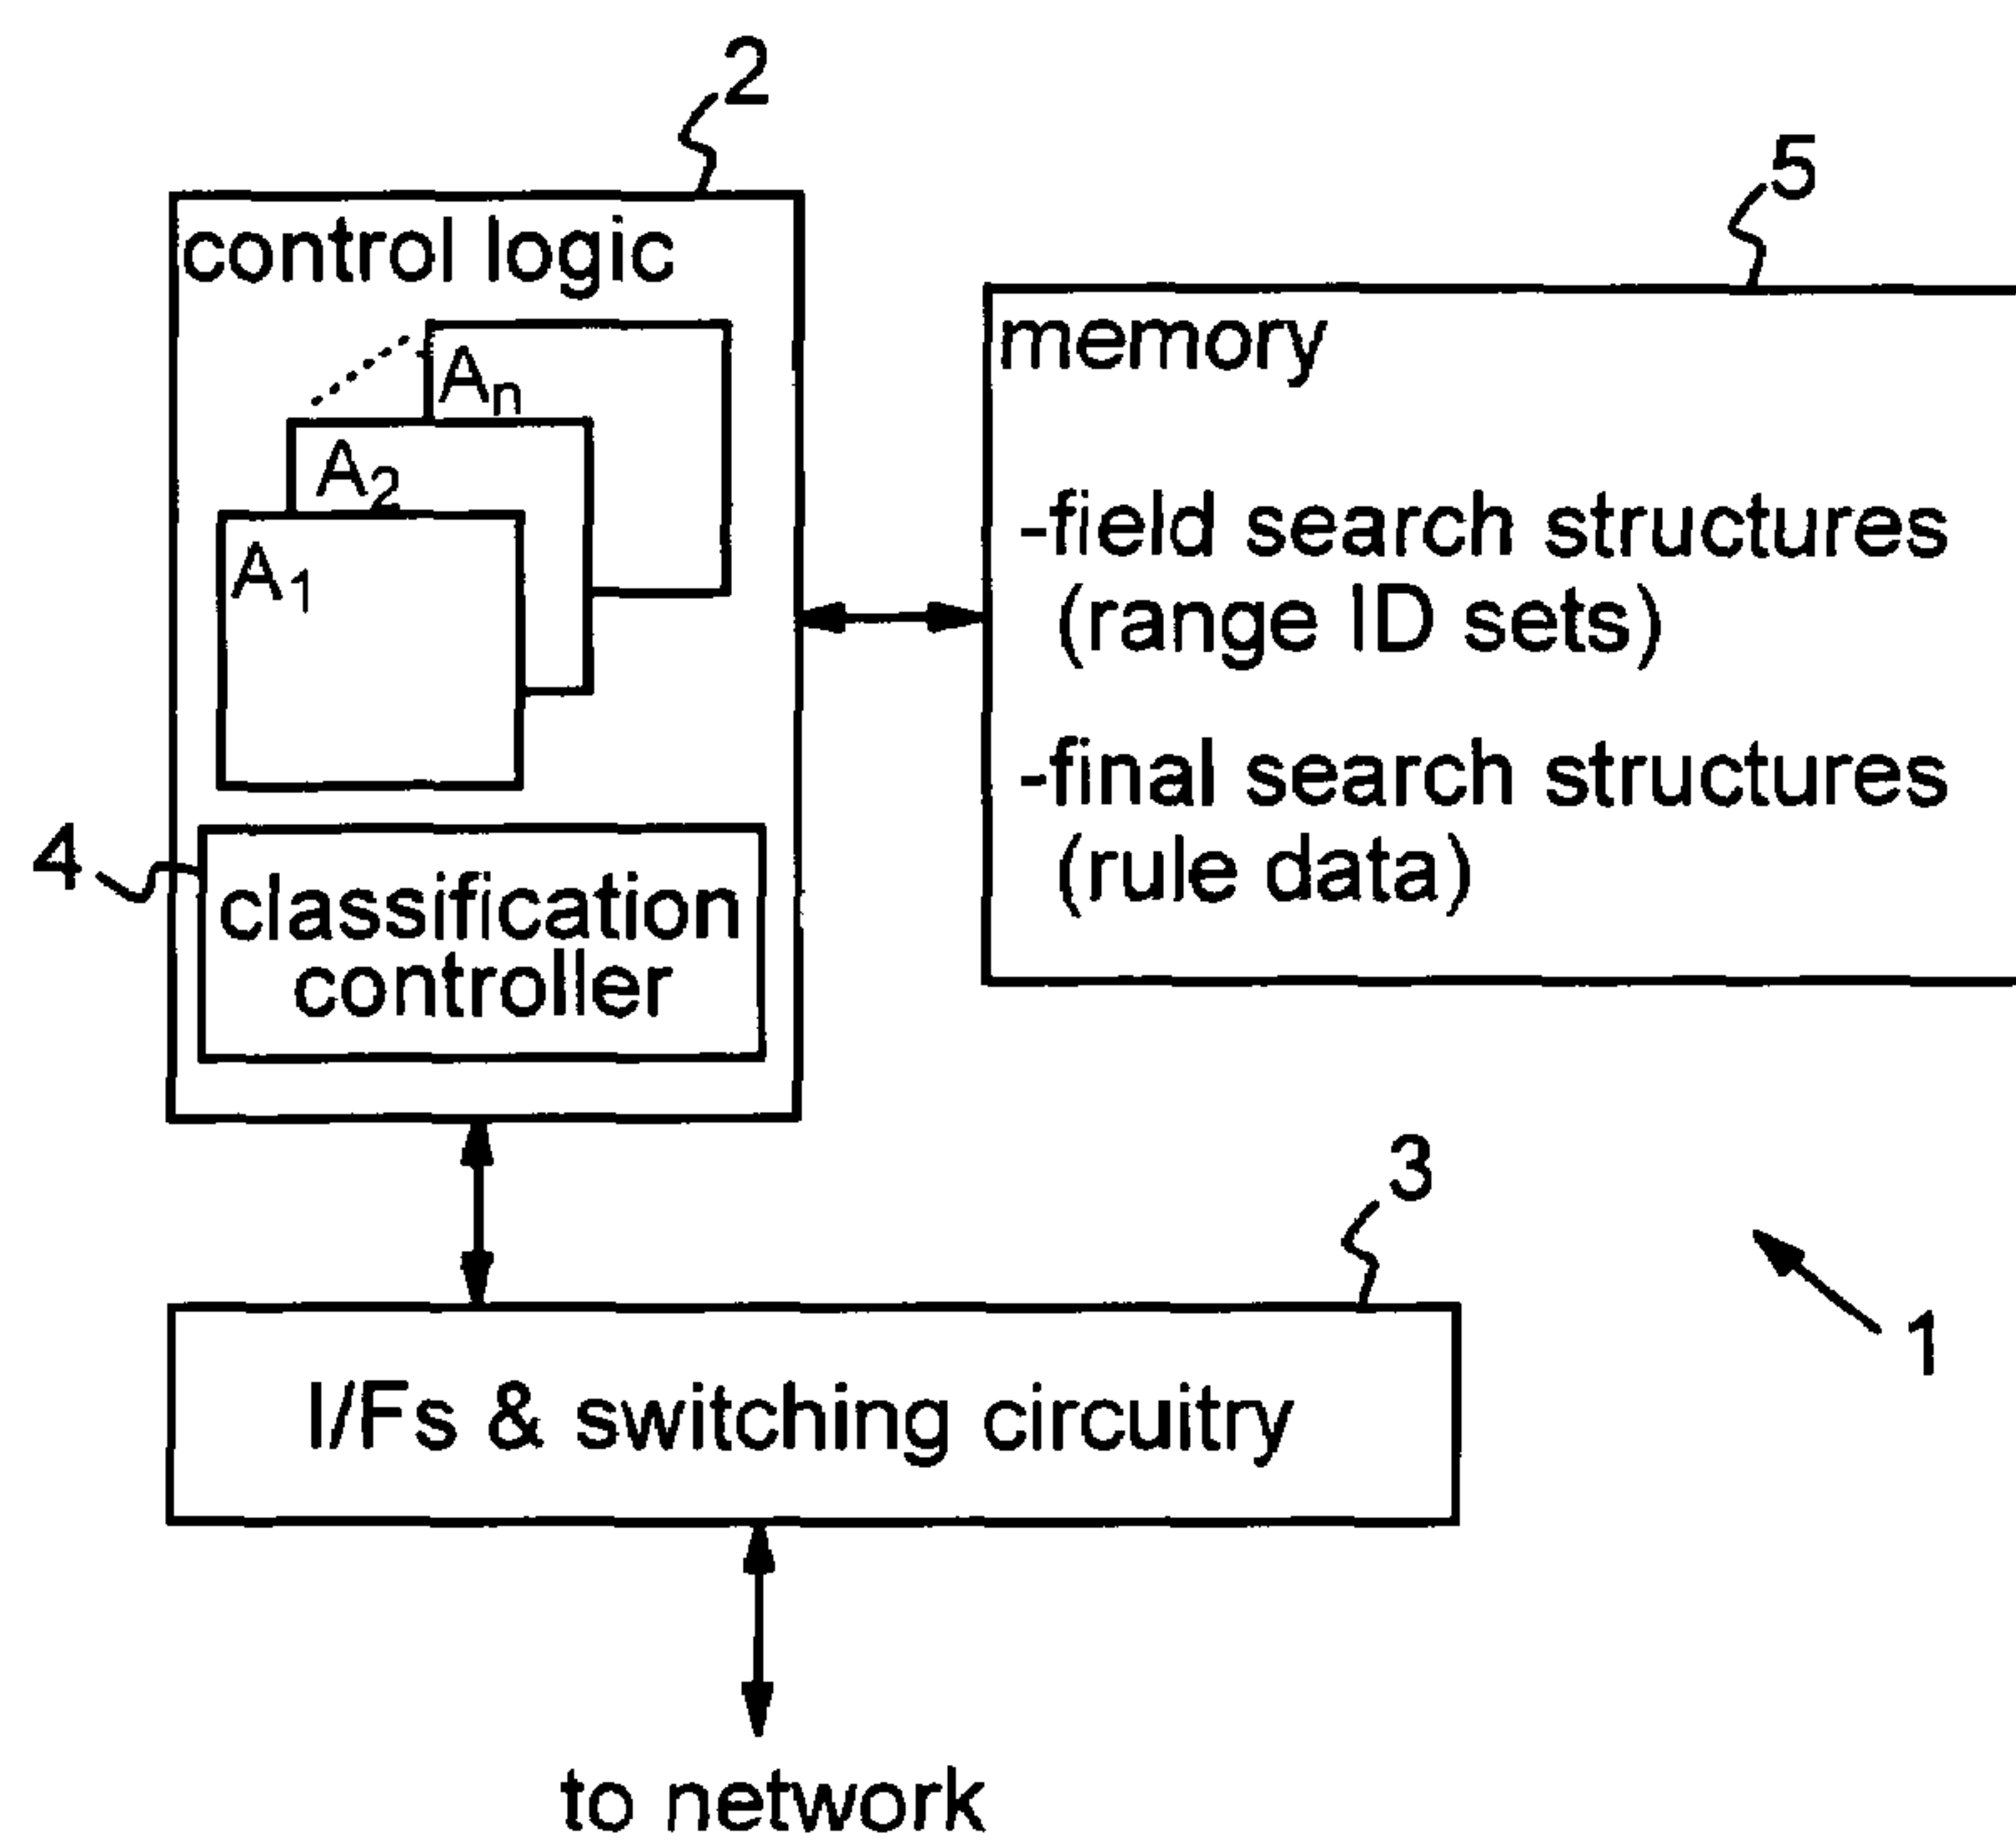 2
5
control logic
An
A2
A1
memory
-field search structures
(range ID sets)
-final search structures
(rule data)
4
classification
controller
3
1
I/Fs & switching circuitry
to network